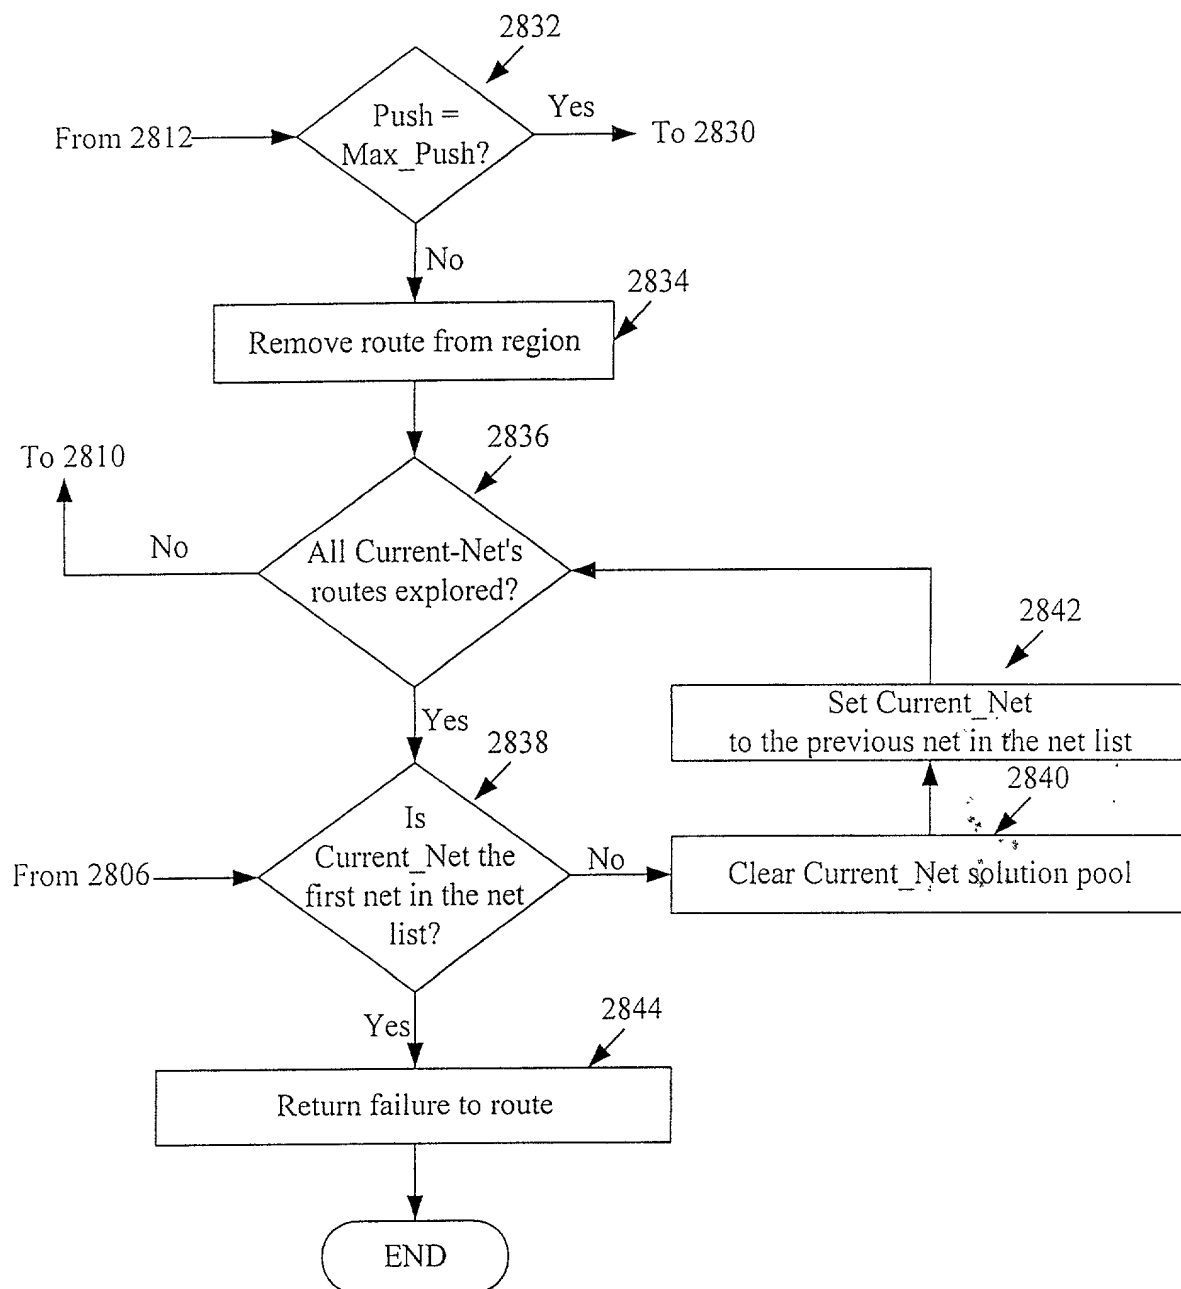 2832
Push =
Max_Push?
Yes
From 2812
To 2830
No
2834
Remove route from region
2836
To 2810
No
All Current-Net's
routes explored?
2842
Set Current_Net
to the previous net in the net list
Yes
2838
2840
Is
Current_Net the
first net in the net
list?
From 2806
No
Clear Current_Net solution pool
Yes
2844
Return failure to route
END